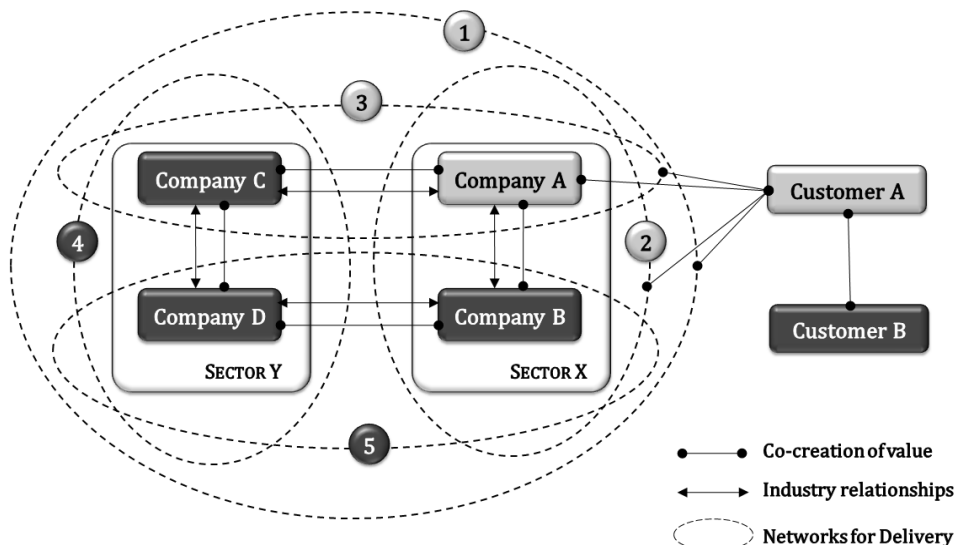 1
3
Company C
Company A
Customer A
4
2
Company D
Company B
Customer B
SECTOR Y
SECTOR X
5
Co-creation of value
Industry relationships
Networks for Delivery